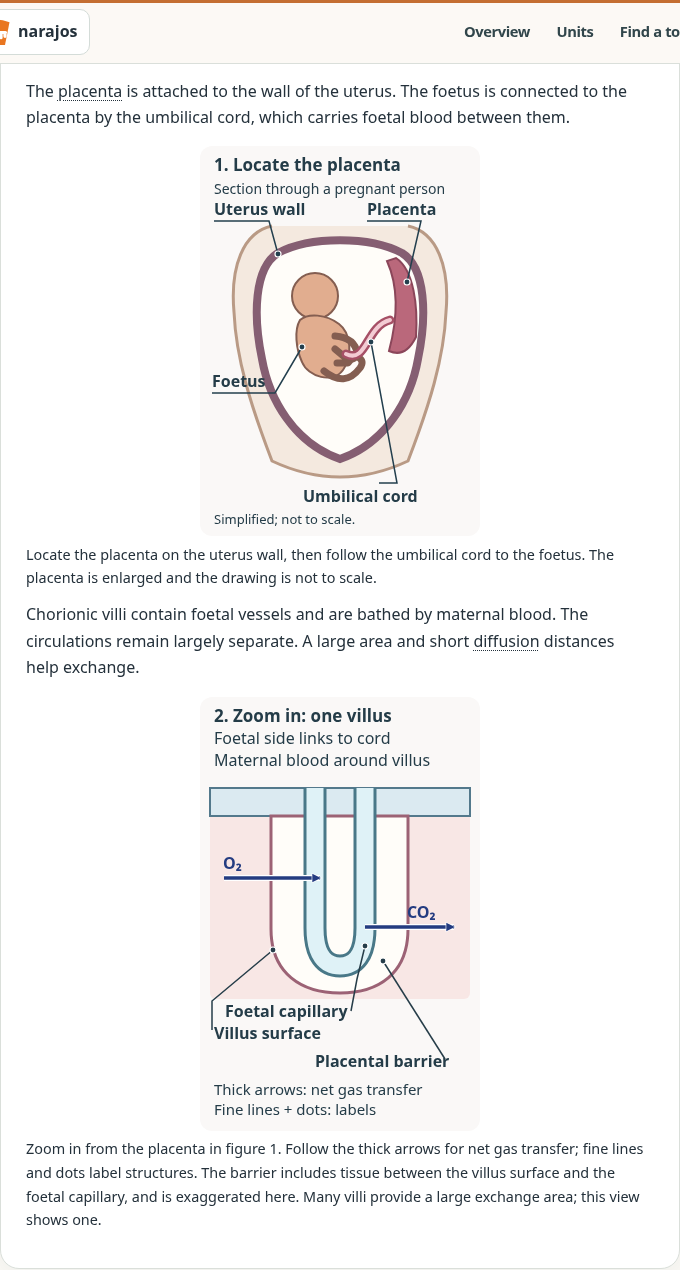 narajos
Overview Units Find a to
The placenta is attached to the wall of the uterus. The foetus is connected to the
placenta by the umbilical cord, which carries foetal blood between them.
1. Locate the placenta
Section through a pregnant person
Uterus wall Placenta
Foetus
Umbilical cord
Simplified; not to scale.
Locate the placenta on the uterus wall, then follow the umbilical cord to the foetus. The
placenta is enlarged and the drawing is not to scale.
Chorionic villi contain foetal vessels and are bathed by maternal blood. The
circulations remain largely separate. A large area and short diffusion distances
help exchange.
2. Zoom in: one villus
Foetal side links to cord
Maternal blood around villus
O₂
CO₂
Foetal capillary
Villus surface
Placental barrier
Thick arrows: net gas transfer
Fine lines + dots: labels
Zoom in from the placenta in figure 1. Follow the thick arrows for net gas transfer; fine lines
and dots label structures. The barrier includes tissue between the villus surface and the
foetal capillary, and is exaggerated here. Many villi provide a large exchange area; this view
shows one.